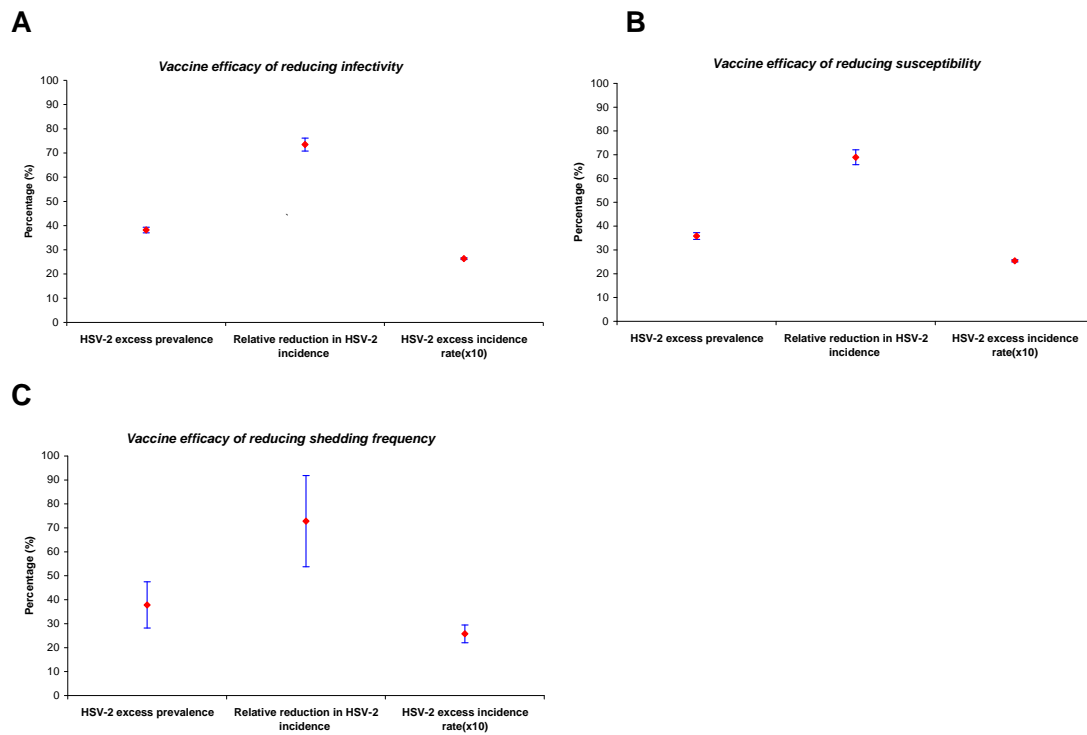 A
Vaccine efficacy of reducing infectivity
Percentage (%)
100
90
80
70
60
50
40
30
20
10
0
HSV-2 excess prevalence
Relative reduction in HSV-2
incidence
HSV-2 excess incidence
rate(x10)
B
Vaccine efficacy of reducing susceptibility
Percentage (%)
100
90
80
70
60
50
40
30
20
10
0
HSV-2 excess prevalence
Relative reduction in HSV-2
incidence
HSV-2 excess incidence
rate(x10)
C
Vaccine efficacy of reducing shedding frequency
Percentage (%)
100
90
80
70
60
50
40
30
20
10
0
HSV-2 excess prevalence
Relative reduction in HSV-2
incidence
HSV-2 excess incidence
rate(x10)